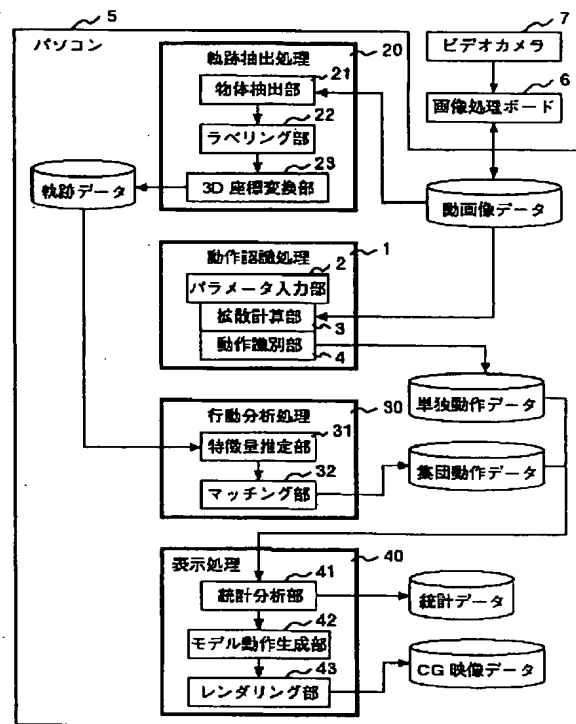 5
パソコン
7
ビデオカメラ
6
画像処理ボード
20
軌跡抽出処理
21
物体抽出部
22
ラベリング部
23
3D 座標変換部
軌跡データ
動画像データ
1
動作認識処理
2
パラメータ入力部
拡散計算部
3
動作識別部
4
単独動作データ
30
行動分析処理
31
特徴量推定部
32
マッチング部
集団動作データ
40
表示処理
41
統計分析部
統計データ
42
モデル動作生成部
43
レンダリング部
CG 映像データ